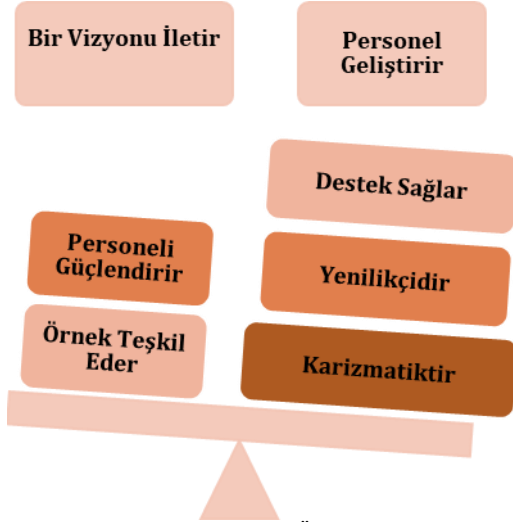 Bir Vizyonu İletir
Personel
Geliştirir
Destek Sağlar
Personeli
Güçlendirir
Yenilikçidir
Örnek Teşkil
Eder
Karizmatiktir